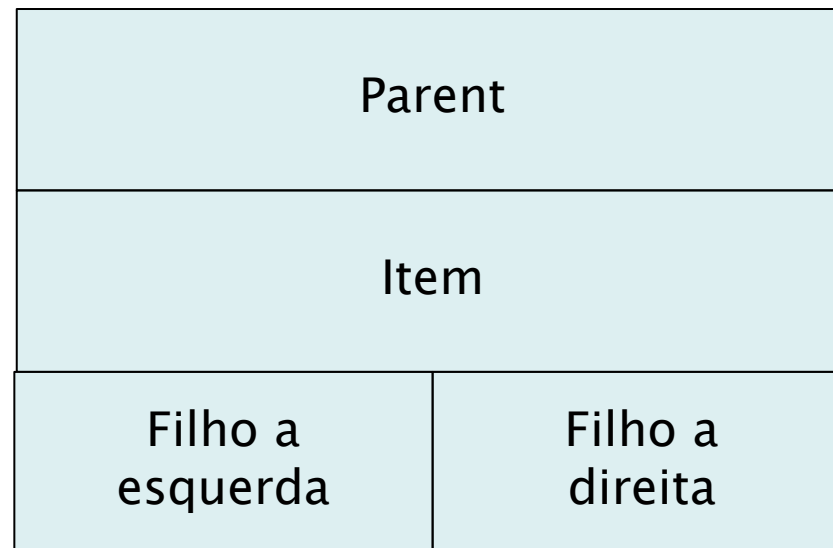 Parent
Item
Filho a
esquerda
Filho a
direita